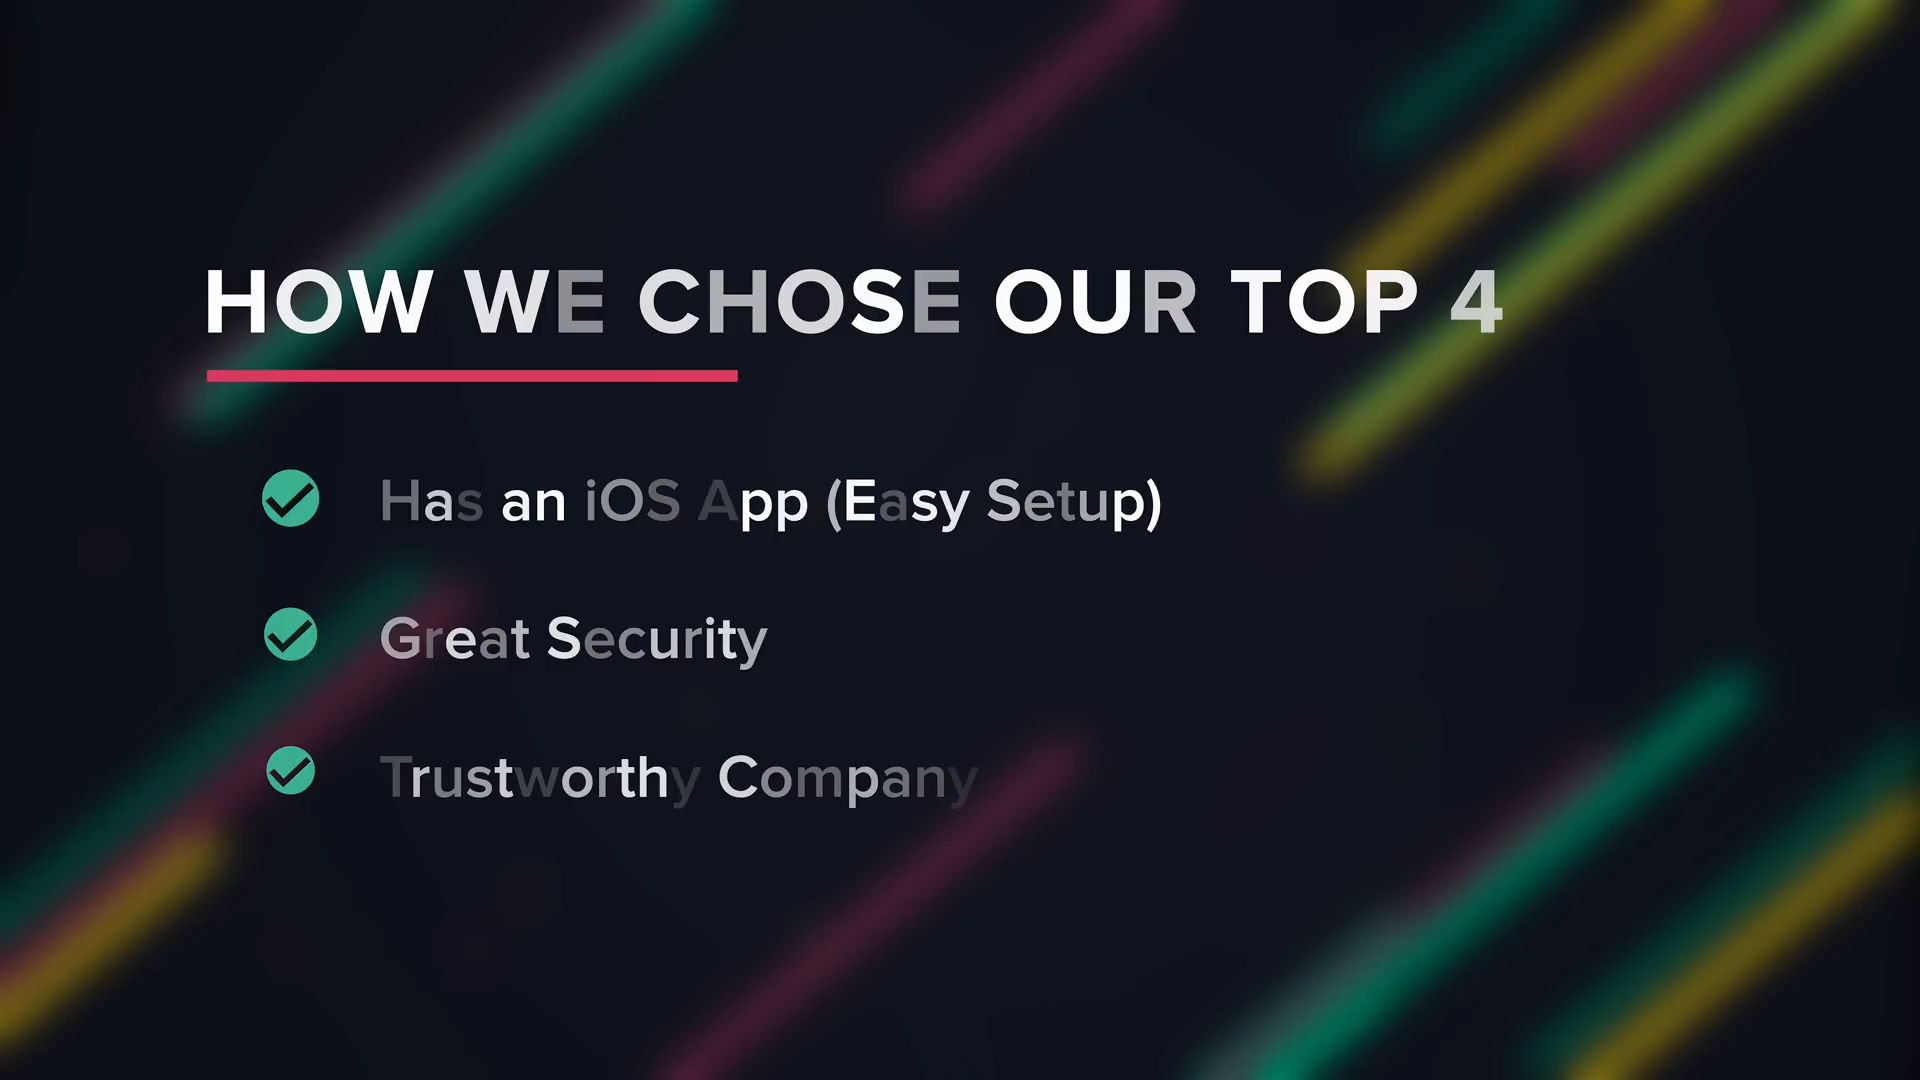 HOW WE CHOSE OUR TOP 4
Has an iOS App (Easy Setup)
Great Security
Trustworthy Company